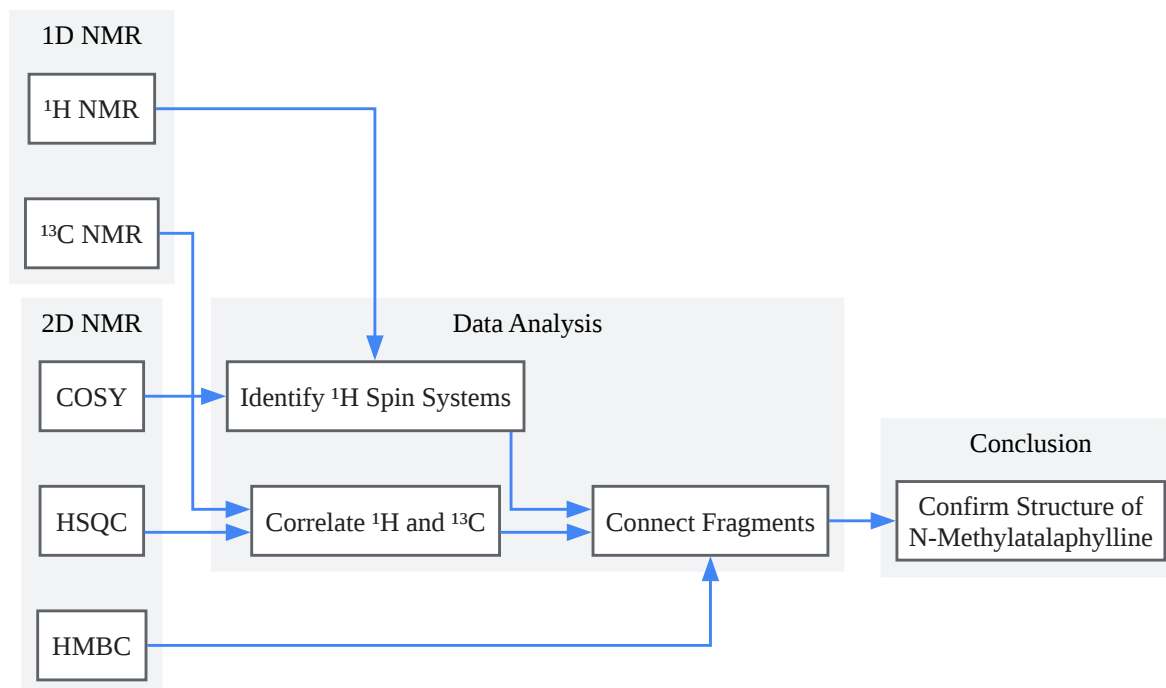 1D NMR
¹H NMR
¹³C NMR
2D NMR
COSY
HSQC
HMBC
Data Analysis
Identify ¹H Spin Systems
Correlate ¹H and ¹³C
Connect Fragments
Conclusion
Confirm Structure of
N-Methylatalaphylline